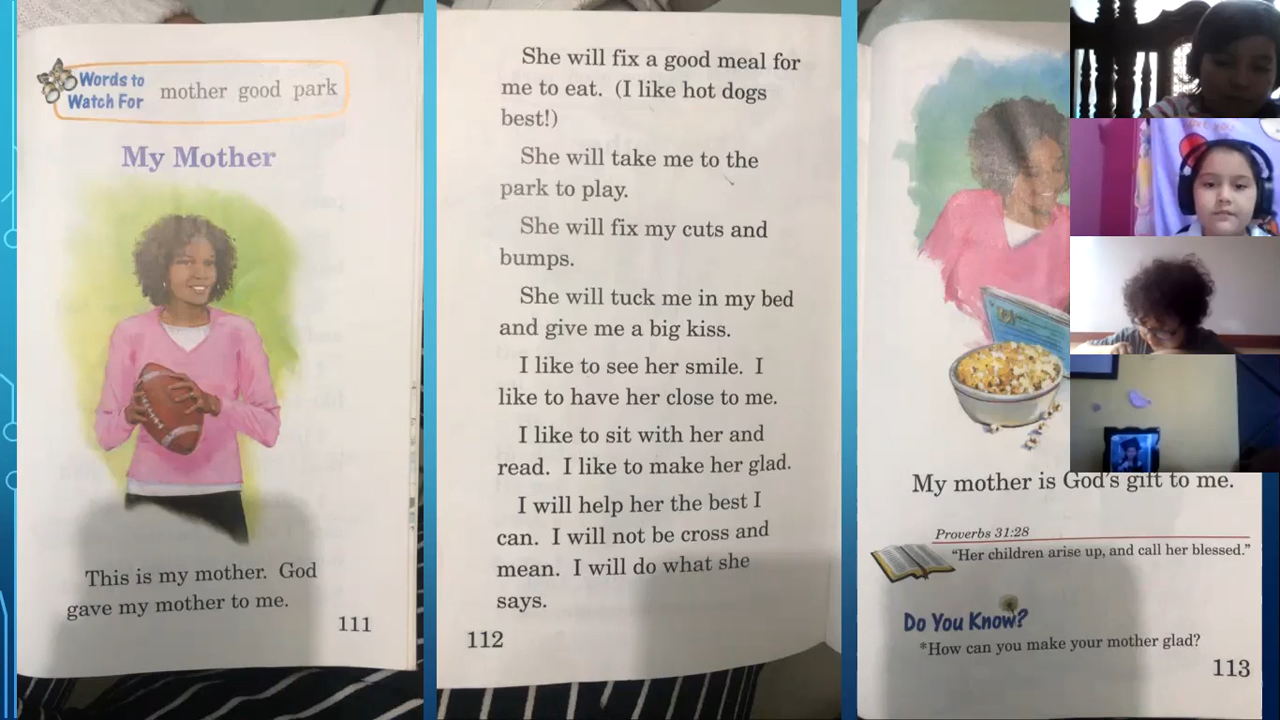 Words to
Watch For
mother good park
My Mother
This is my mother. God
gave my mother to me.
111
She will fix a good meal for
me to eat. (I like hot dogs
best!)
She will take me to the
park to play.
She will fix my cuts and
bumps.
She will tuck me in my bed
and give me a big kiss.
I like to see her smile. I
like to have her close to me.
I like to sit with her and
read. I like to make her glad.
I will help her the best I
can. I will not be cross and
mean. I will do what she
says.
112
My mother is God's gift to me.
Proverbs 31:28
“Her children arise up, and call her blessed.”
Do You Know?
*How can you make your mother glad?
113